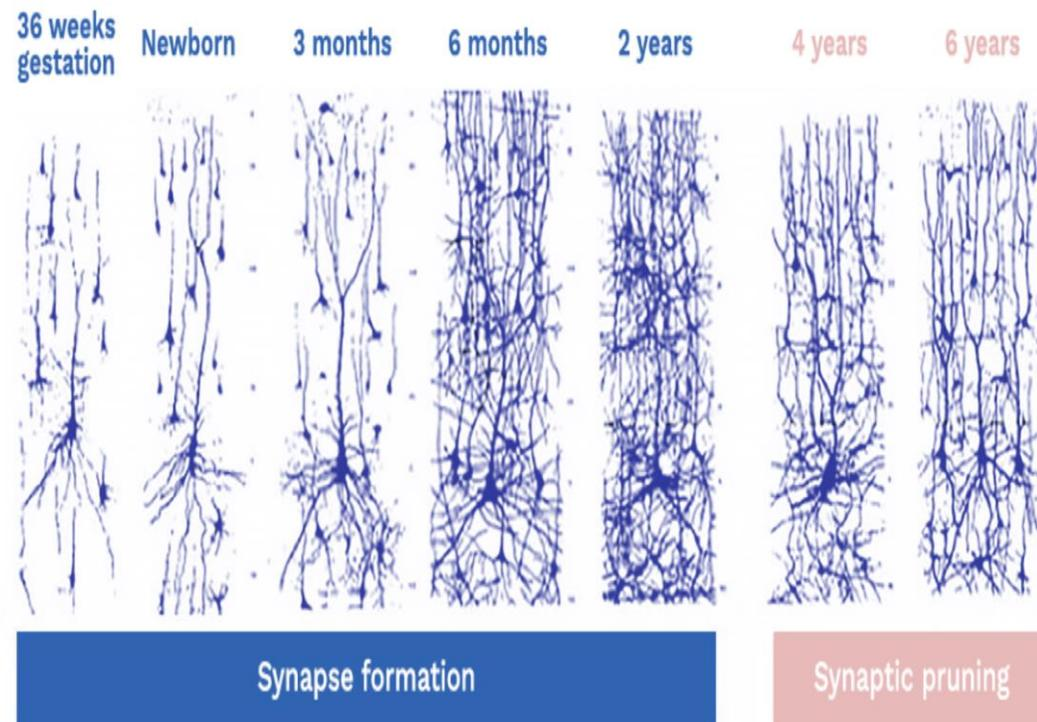 36 weeks
gestation
Newborn
3 months
6 months
2 years
4 years
6 years
Synapse formation
Synaptic pruning